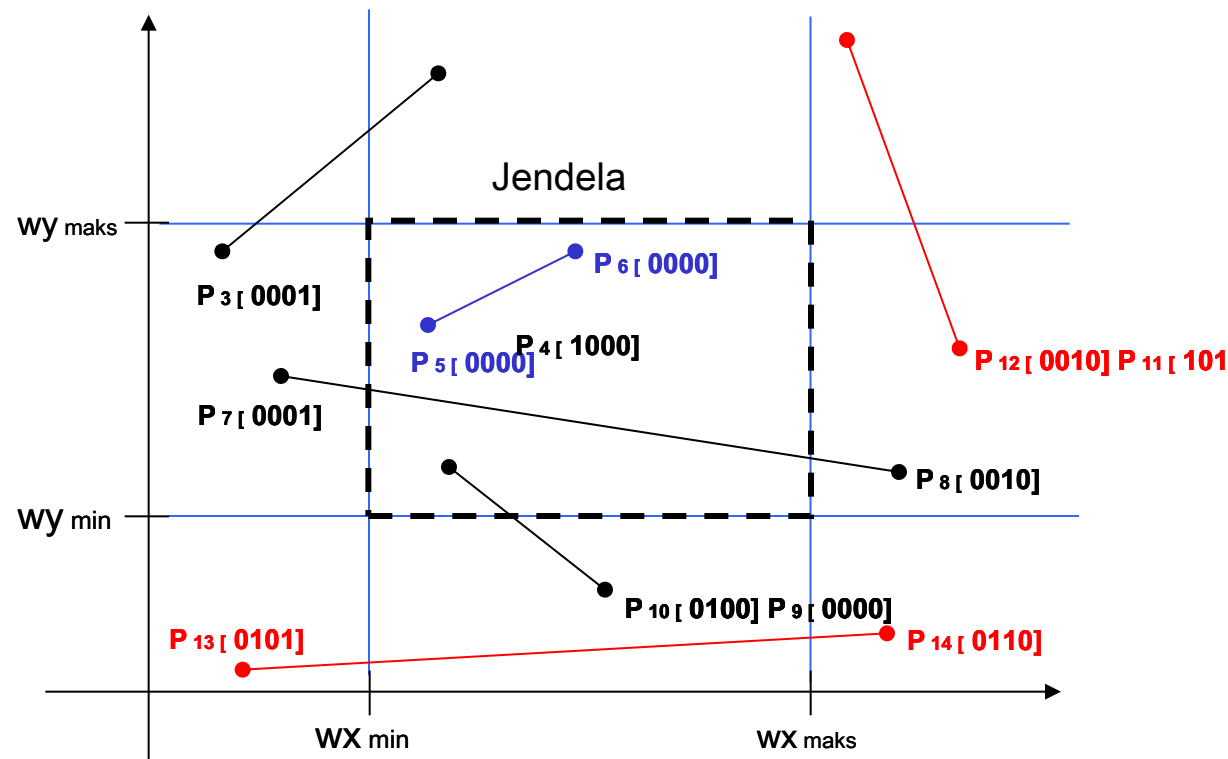 Jendela
wy maks
P 6 [ 0000]
P 3 [ 0001]
P 4 [ 1000]
P 5 [ 0000]
P 12 [ 0010] P 11 [ 101
P 7 [ 0001]
P 8 [ 0010]
wy min
P 10 [ 0100] P 9 [ 0000]
P 13 [ 0101]
P 14 [ 0110]
wx min
wx maks